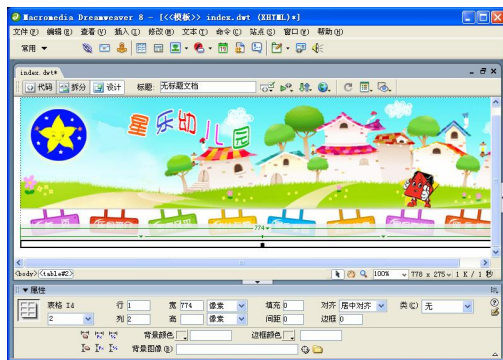 Macromedia Dreamweaver 8 - [<<模板>> index.dwt (XHTML)*]
文件(F) 编辑(E) 查看(V) 插入(I) 修改(M) 文本(T) 命令(C) 站点(S) 窗口(W) 帮助(H)
常用
index.dwt*
代码 拆分 设计 标题: 无标题文档
星乐幼儿园
774
<body> <table#2> 100% 778 x 275 1 K / 1 秒
属性
表格 Id 行 1 宽 774 像素 填充 0 对齐 居中对齐 类(C) 无
2 列 2 高 像素 间距 0 边框 0
背景颜色 边框颜色
背景图像(B)